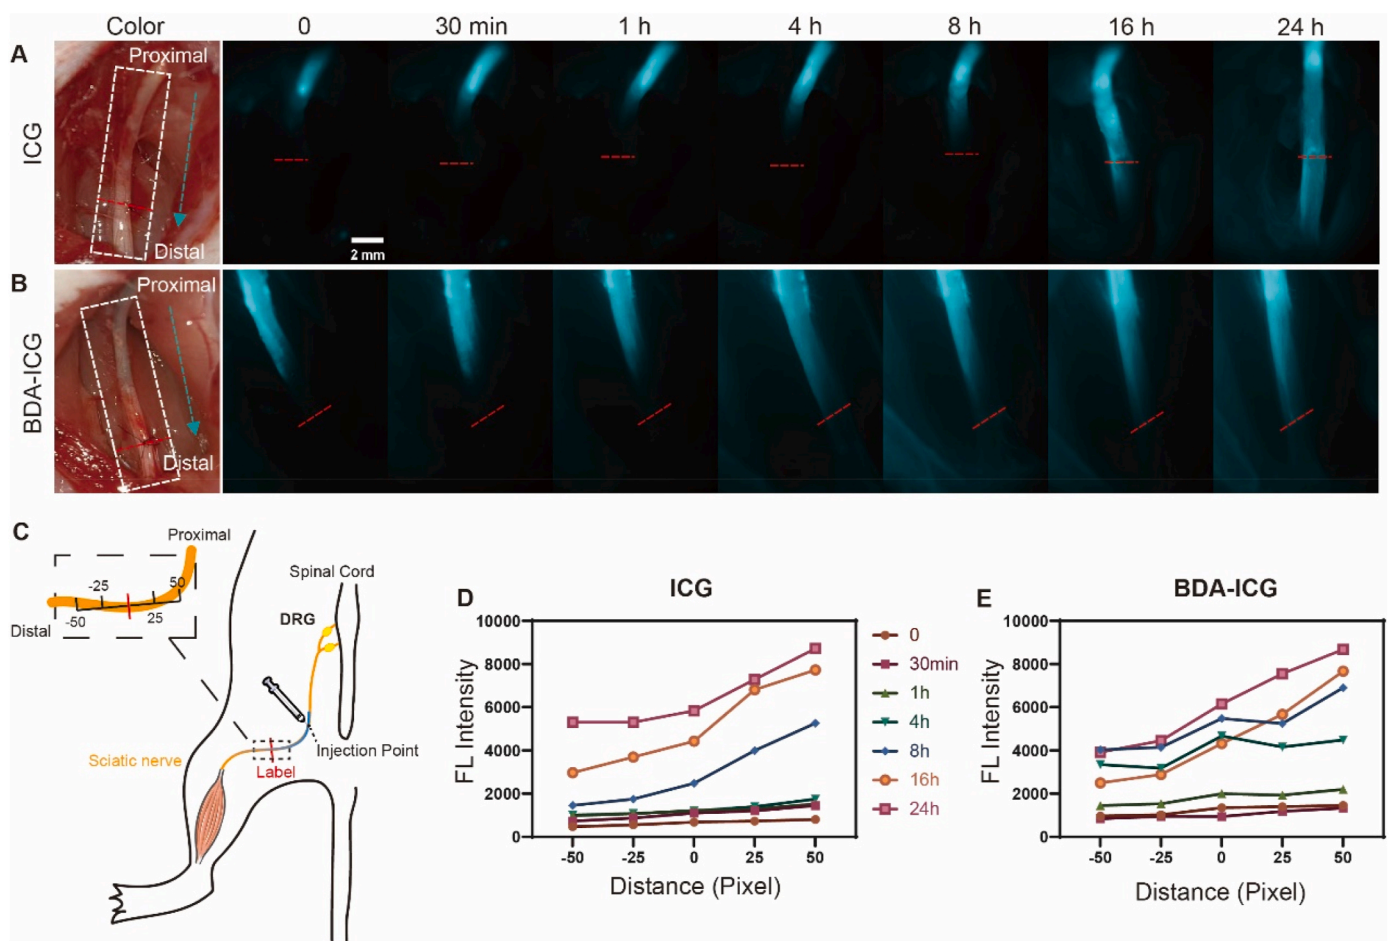 Color 0 30 min 1 h 4 h 8 h 16 h 24 h
A
ICG
Proximal
Distal
2 mm
B
BDA-ICG
Proximal
Distal
C
Proximal
-25
50
-50
25
Distal
Spinal Cord
DRG
Injection Point
Sciatic nerve
Label
D
ICG
FL Intensity
10000
8000
6000
4000
2000
0
-50 -25 0 25 50
Distance (Pixel)
0
30min
1h
4h
8h
16h
24h
E
BDA-ICG
FL Intensity
10000
8000
6000
4000
2000
0
-50 -25 0 25 50
Distance (Pixel)